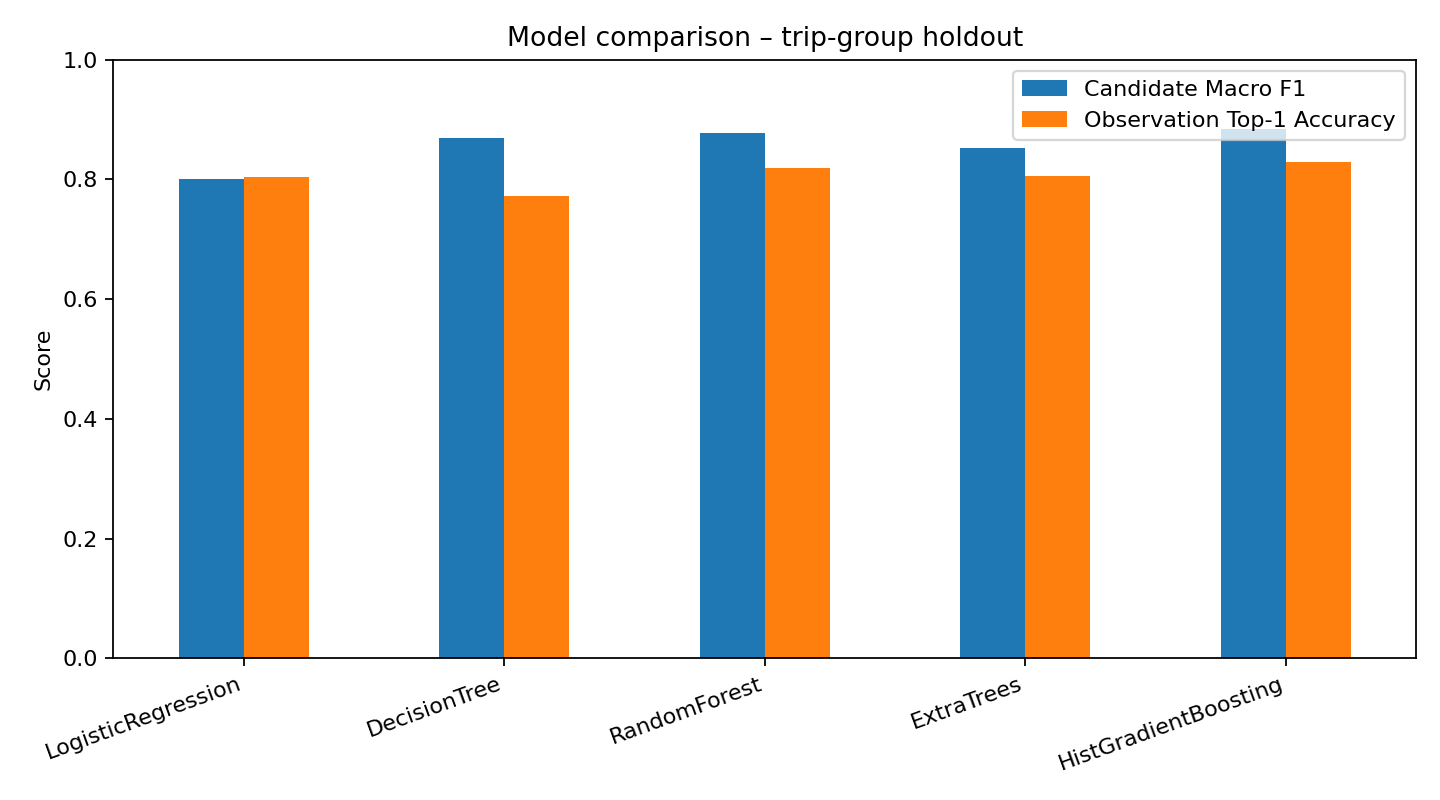 Model comparison – trip-group holdout
Candidate Macro F1
Observation Top-1 Accuracy
Score
1.0
0.8
0.6
0.4
0.2
0.0
LogisticRegression
DecisionTree
RandomForest
ExtraTrees
HistGradientBoosting